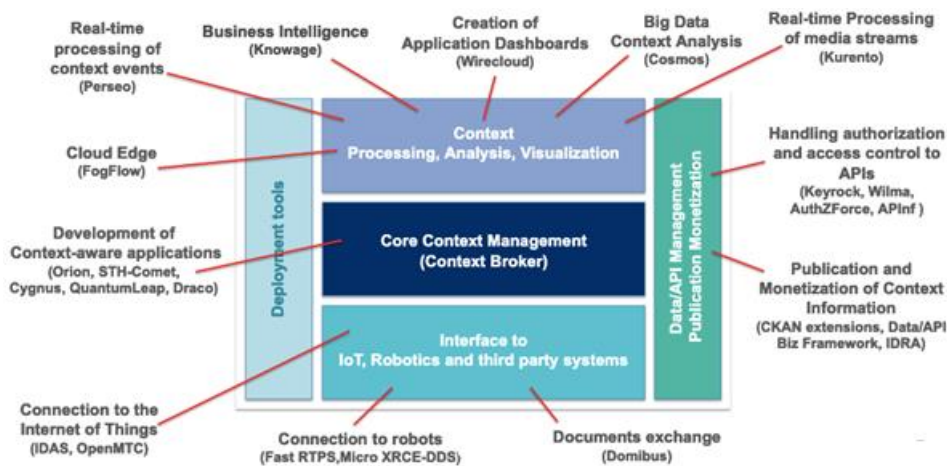 Real-time
processing of
context events
(Perseo)
Business Intelligence
(Knowage)
Creation of
Application Dashboards
(Wirecloud)
Big Data
Context Analysis
(Cosmos)
Real-time Processing
of media streams
(Kurento)
Cloud Edge
(FogFlow)
Development of
Context-aware applications
(Orion, STH-Comet,
Cygnus, QuantumLeap, Draco)
Connection to the
Internet of Things
(IDAS, OpenMTC)
Deployment tools
Context
Processing, Analysis, Visualization
Core Context Management
(Context Broker)
Interface to
IoT, Robotics and third party systems
Data/API Management
Publication Monetization
Handling authorization
and access control to
APIs
(Keyrock, Wilma,
AuthZForce, APInf )
Publication and
Monetization of Context
Information
(CKAN extensions, Data/API
Biz Framework, IDRA)
Connection to robots
(Fast RTPS,Micro XRCE-DDS)
Documents exchange
(Domibus)